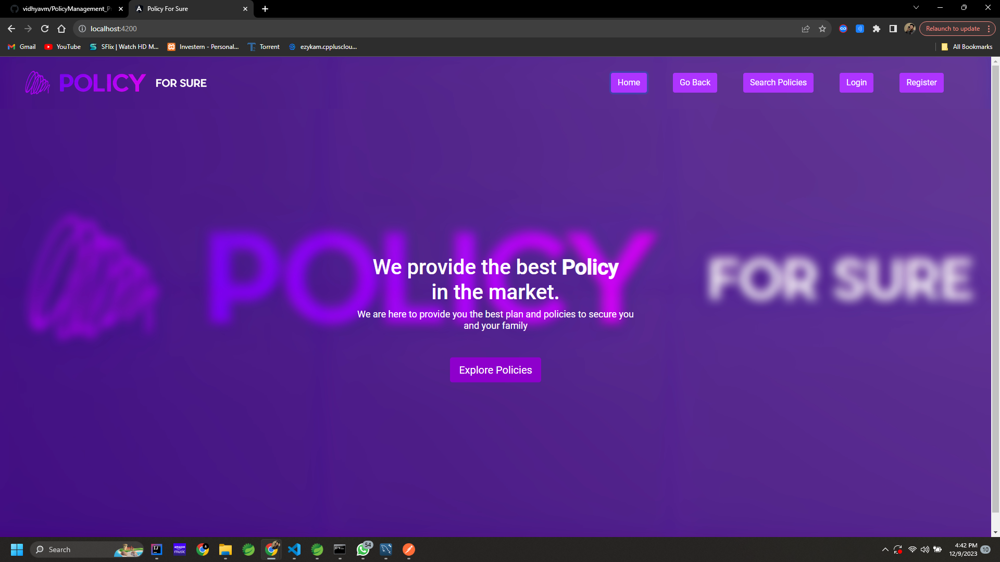 vidhyavm/PolicyManagement_P
Policy For Sure
localhost:4200
Relaunch to update
Gmail
YouTube
SFlix | Watch HD M...
Investern - Personal...
Torrent
ezykam.cpplusclou...
All Bookmarks
POLICY FOR SURE
Home
Go Back
Search Policies
Login
Register
POLICY FOR SURE
We provide the best Policy
in the market.
We are here to provide you the best plan and policies to secure you
and your family
Explore Policies
Search
IJ
amazon music
54
4:42 PM
12/9/2023
10